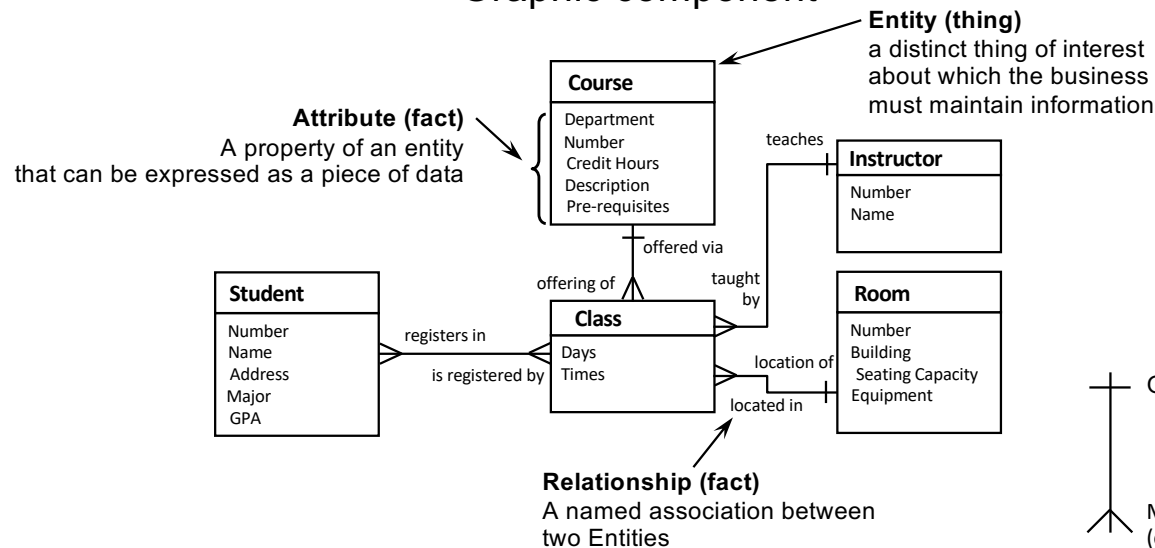 Graphic component
Entity (thing)
a distinct thing of interest
about which the business
must maintain information
Course
Department
Number
Credit Hours
Description
Pre-requisites
Attribute (fact)
A property of an entity
that can be expressed as a piece of data
teaches
Instructor
Number
Name
offered via
offering of
taught
by
Student
Number
Name
Address
Major
GPA
registers in
is registered by
Class
Days
Times
Room
Number
Building
Seating Capacity
Equipment
location of
located in
Relationship (fact)
A named association between
two Entities